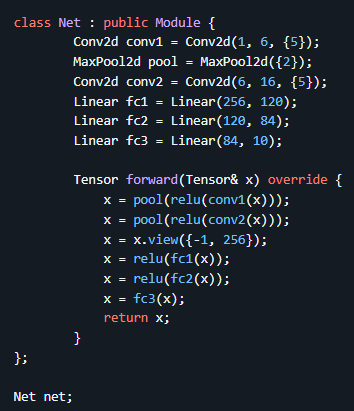 class Net : public Module {
        Conv2d conv1 = Conv2d(1, 6, {5});
        MaxPool2d pool = MaxPool2d({2});
        Conv2d conv2 = Conv2d(6, 16, {5});
        Linear fc1 = Linear(256, 120);
        Linear fc2 = Linear(120, 84);
        Linear fc3 = Linear(84, 10);

        Tensor forward(Tensor& x) override {
            x = pool(relu(conv1(x)));
            x = pool(relu(conv2(x)));
            x = x.view({-1, 256});
            x = relu(fc1(x));
            x = relu(fc2(x));
            x = fc3(x);
            return x;
        }
};

Net net;